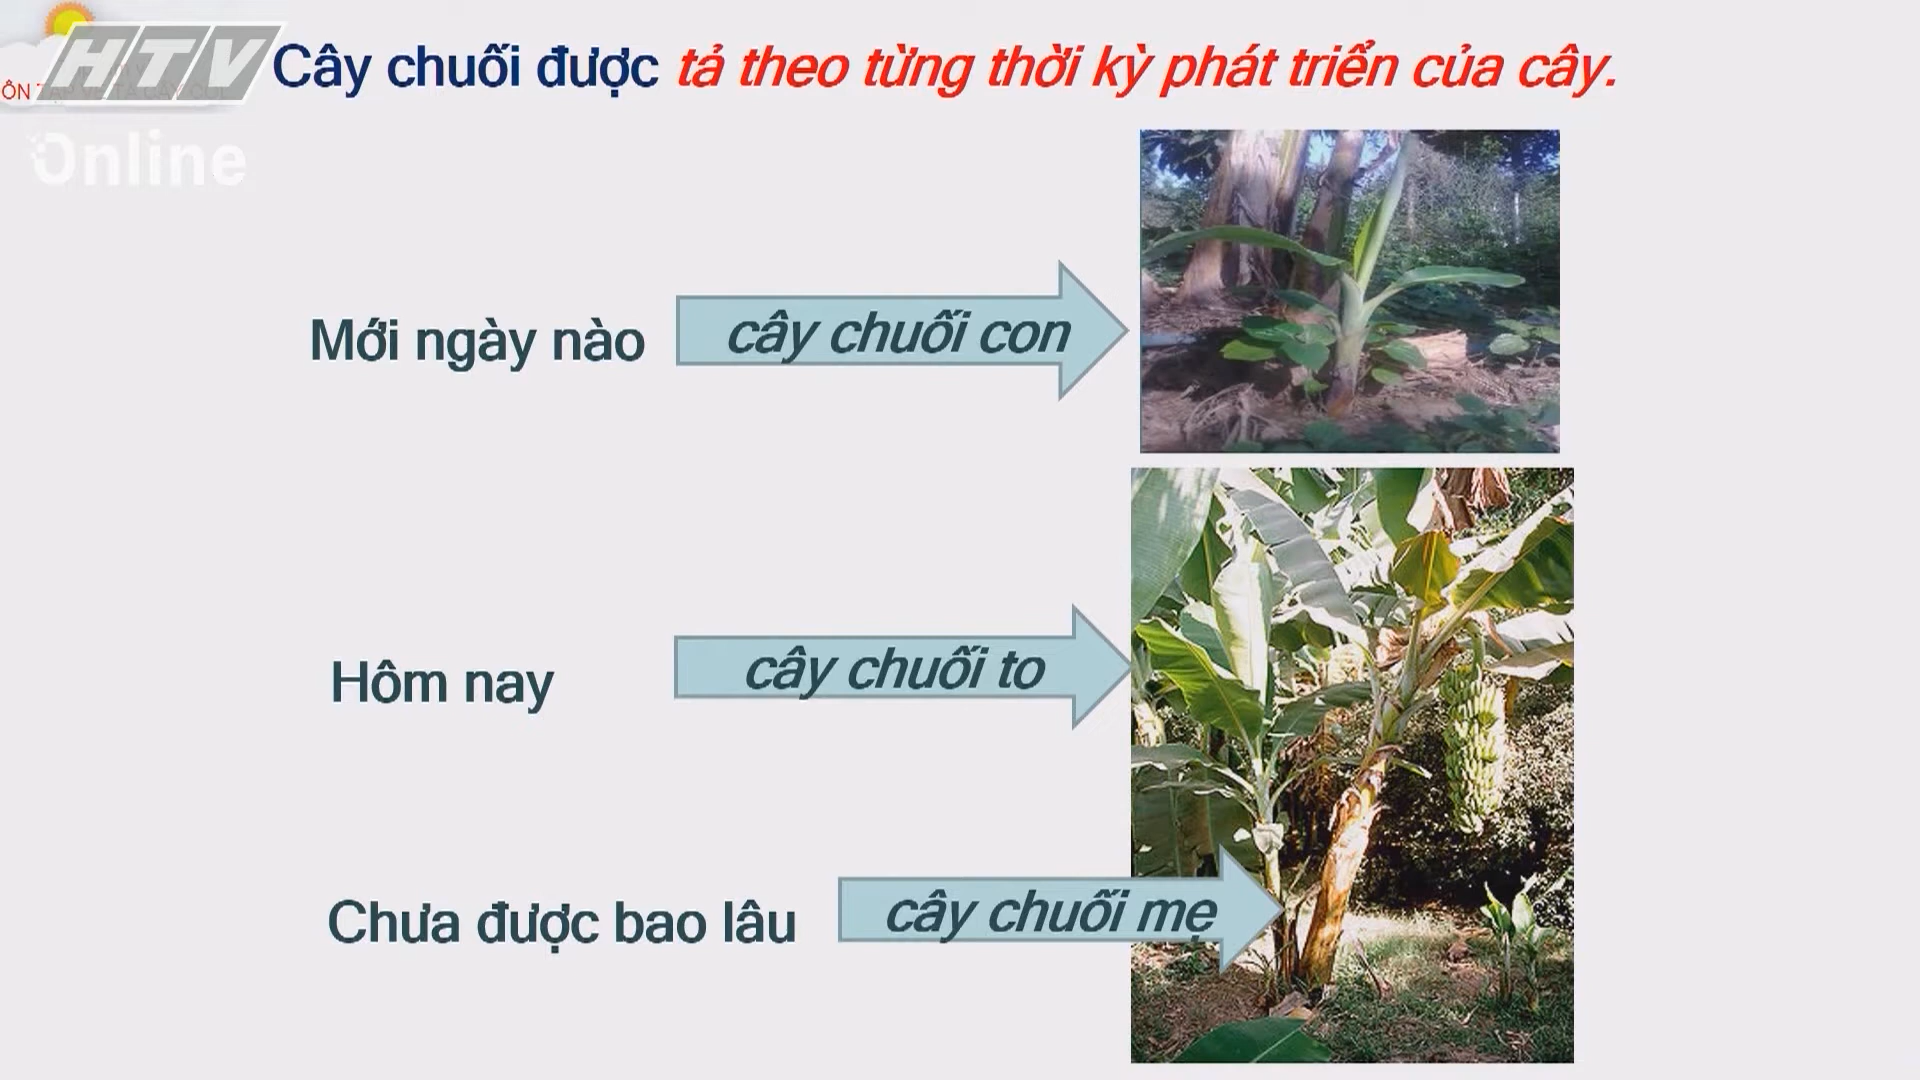 HTV
Online
Cây chuối được tả theo từng thời kỳ phát triển của cây.
Mới ngày nào
cây chuối con
Hôm nay
cây chuối to
Chưa được bao lâu
cây chuối mẹ